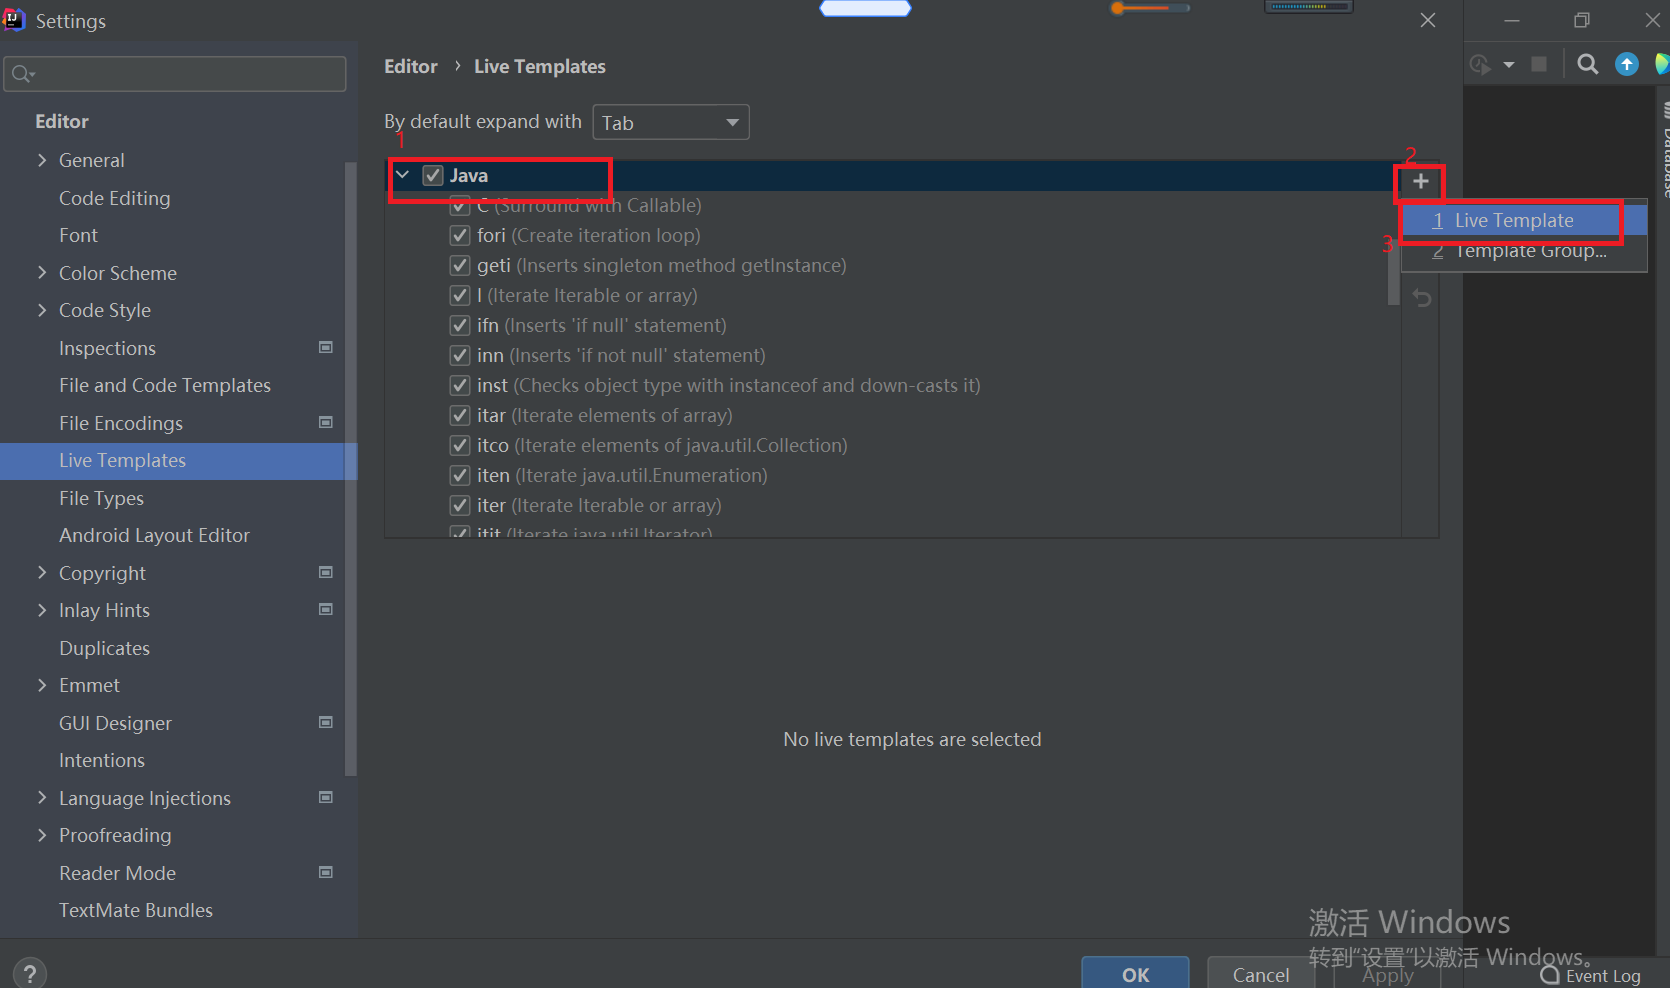 Settings
Editor
General
Code Editing
Font
Color Scheme
Code Style
Inspections
File and Code Templates
File Encodings
Live Templates
File Types
Android Layout Editor
Copyright
Inlay Hints
Duplicates
Emmet
GUI Designer
Intentions
Language Injections
Proofreading
Reader Mode
TextMate Bundles
?
Editor › Live Templates
By default expand with Tab
1
Java
C (Surround with Callable)
fori (Create iteration loop)
geti (Inserts singleton method getInstance)
I (Iterate Iterable or array)
ifn (Inserts 'if null' statement)
inn (Inserts 'if not null' statement)
inst (Checks object type with instanceof and down-casts it)
itar (Iterate elements of array)
itco (Iterate elements of java.util.Collection)
iten (Iterate java.util.Enumeration)
iter (Iterate Iterable or array)
itit (Iterate java.util.Iterator)
2
+
3
1 Live Template
2 Template Group...
Database
No live templates are selected
激活 Windows
转到“设置”以激活 Windows。
OK
Cancel
Apply
Event Log